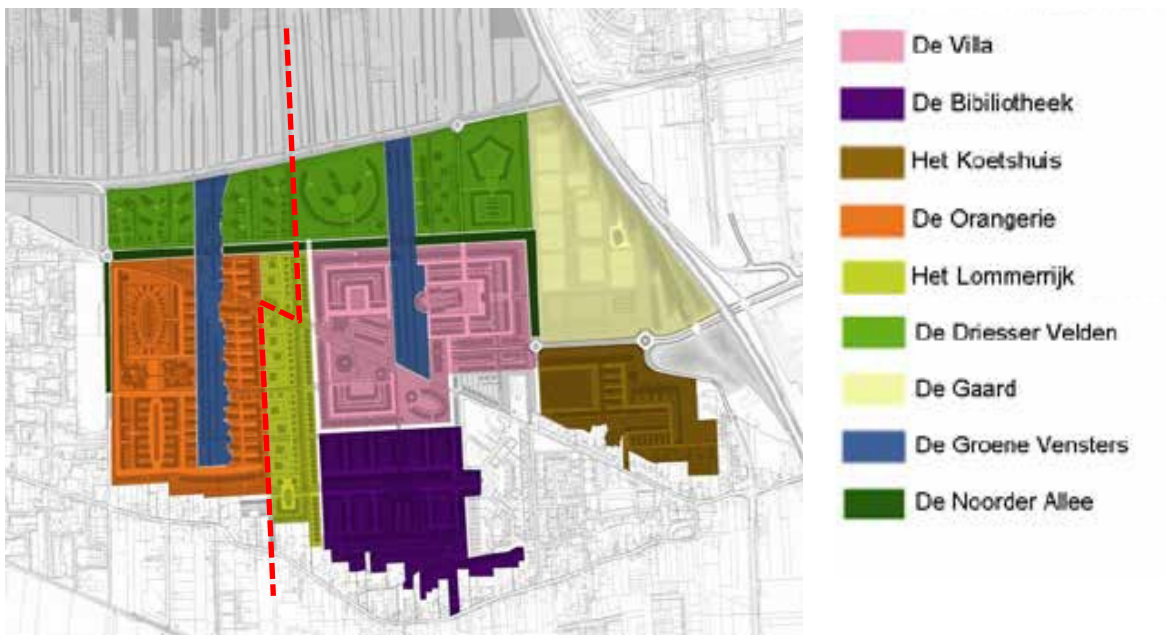 De Villa
De Bibiliotheek
Het Koetshuis
De Orangerie
Het Lommerrijk
De Driesser Velden
De Gaard
De Groene Vensters
De Noorder Allee